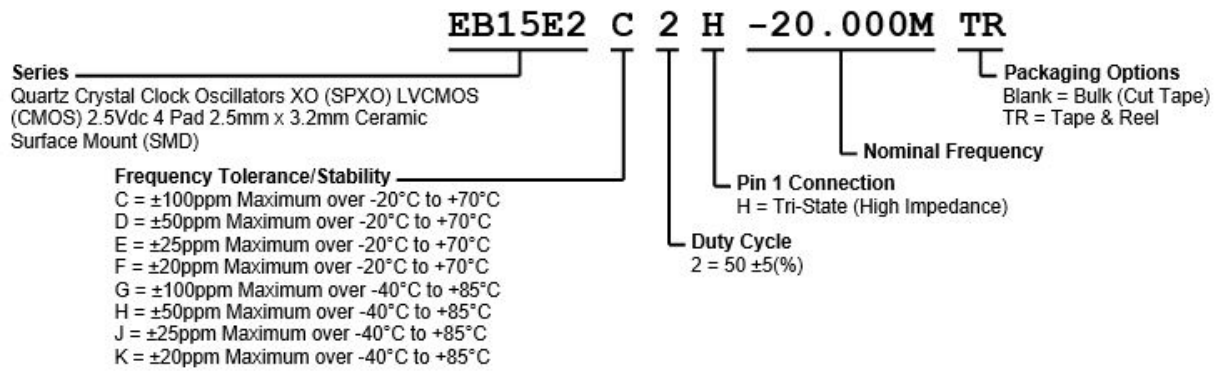 EB15E2 C 2 H -20.000M TR
Series
Quartz Crystal Clock Oscillators XO (SPXO) LVCMOS
(CMOS) 2.5Vdc 4 Pad 2.5mm x 3.2mm Ceramic
Surface Mount (SMD)
Frequency Tolerance/Stability
C = ±100ppm Maximum over -20°C to +70°C
D = ±50ppm Maximum over -20°C to +70°C
E = ±25ppm Maximum over -20°C to +70°C
F = ±20ppm Maximum over -20°C to +70°C
G = ±100ppm Maximum over -40°C to +85°C
H = ±50ppm Maximum over -40°C to +85°C
J = ±25ppm Maximum over -40°C to +85°C
K = ±20ppm Maximum over -40°C to +85°C
Duty Cycle
2 = 50 ±5(%)
Pin 1 Connection
H = Tri-State (High Impedance)
Nominal Frequency
Packaging Options
Blank = Bulk (Cut Tape)
TR = Tape & Reel